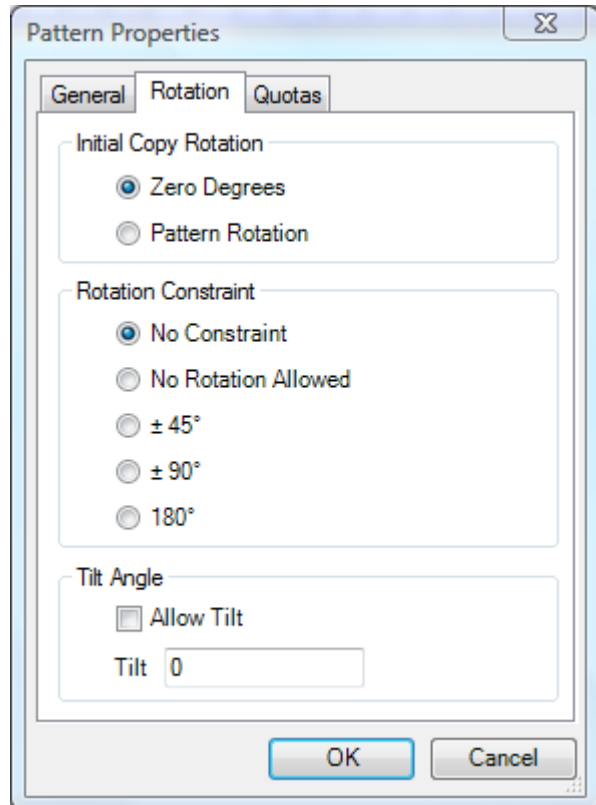 Pattern Properties
General Rotation Quotas
Initial Copy Rotation
Zero Degrees
Pattern Rotation
Rotation Constraint
No Constraint
No Rotation Allowed
± 45°
± 90°
180°
Tilt Angle
Allow Tilt
Tilt 0
OK Cancel